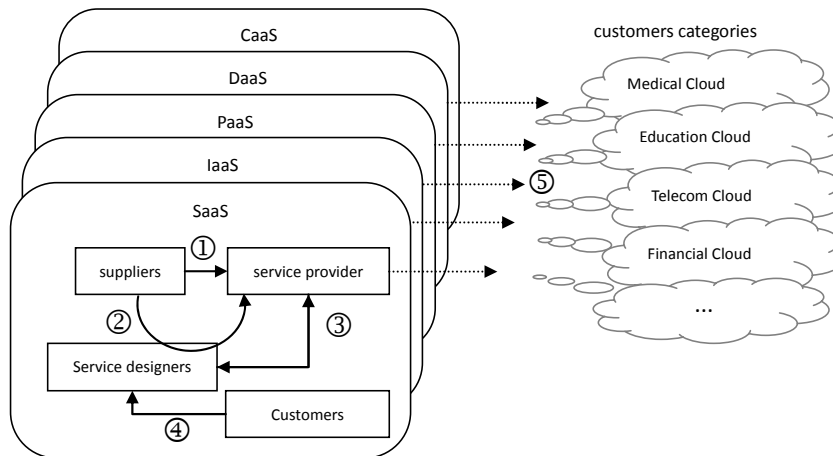 CaaS
customers categories
DaaS
Medical Cloud
PaaS
Education Cloud
IaaS
⑤
SaaS
Telecom Cloud
①
suppliers
service provider
Financial Cloud
②
③
...
Service designers
④
Customers